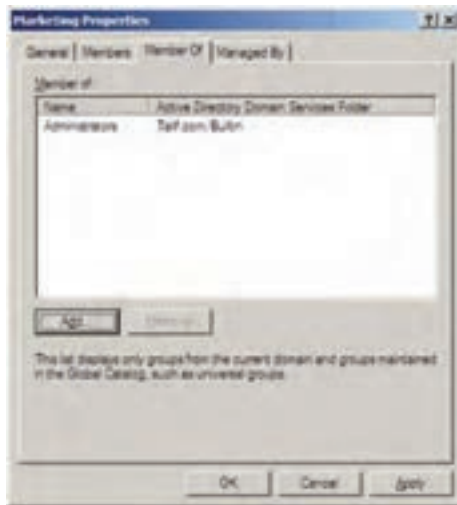 Marketing Properties
General Members Member Of Managed By
Member of:
Name Active Directory Domain Services Folder
Administrators /Builtin
Add... Remove
This list displays only groups from the current domain and groups maintained
in the Global Catalog, such as universal groups.
OK Cancel Apply